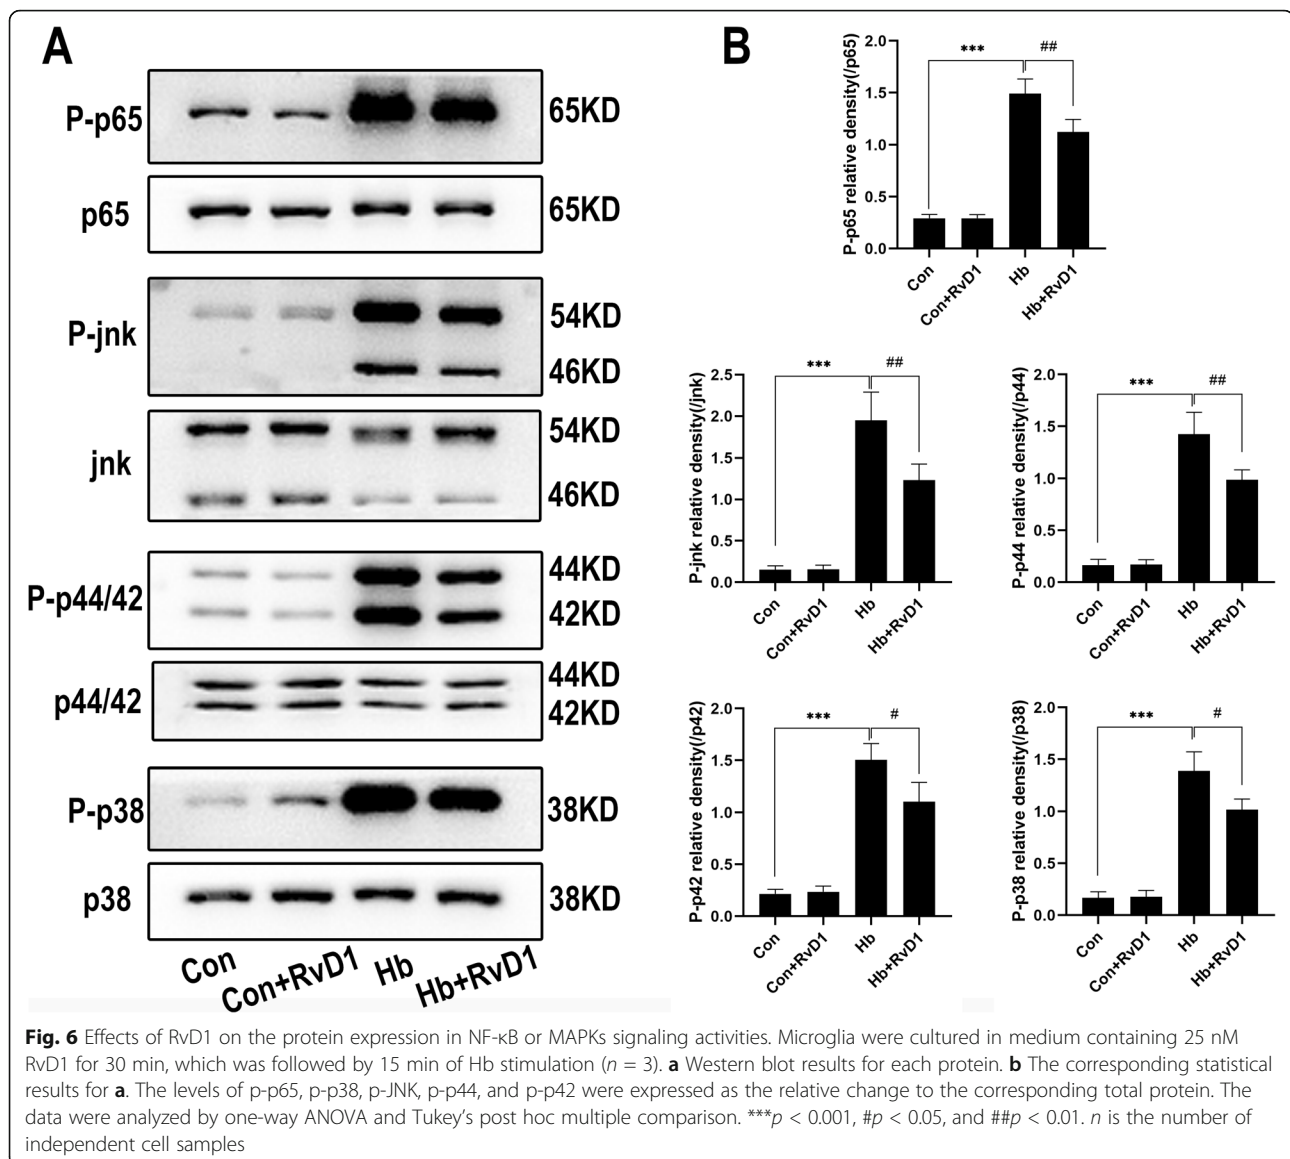 A
P-p65
65KD
p65
65KD
P-jnk
54KD
46KD
jnk
54KD
46KD
P-p44/42
44KD
42KD
p44/42
44KD
42KD
P-p38
38KD
p38
38KD
Con
Con+RvD1
Hb
Hb+RvD1
B
P-p65 relative density(/p65)
2.0
1.5
1.0
0.5
0.0
***
##
Con
Con+RvD1
Hb
Hb+RvD1
P-jnk relative density(/jnk)
2.5
2.0
1.5
1.0
0.5
0.0
***
##
Con
Con+RvD1
Hb
Hb+RvD1
P-p44 relative density(/p44)
2.0
1.5
1.0
0.5
0.0
***
##
Con
Con+RvD1
Hb
Hb+RvD1
P-p42 relative density(/p42)
2.0
1.5
1.0
0.5
0.0
***
#
Con
Con+RvD1
Hb
Hb+RvD1
P-p38 relative density(/p38)
2.0
1.5
1.0
0.5
0.0
***
#
Con
Con+RvD1
Hb
Hb+RvD1
Fig. 6 Effects of RvD1 on the protein expression in NF-κB or MAPKs signaling activities. Microglia were cultured in medium containing 25 nM
RvD1 for 30 min, which was followed by 15 min of Hb stimulation (n = 3). a Western blot results for each protein. b The corresponding statistical
results for a. The levels of p-p65, p-p38, p-JNK, p-p44, and p-p42 were expressed as the relative change to the corresponding total protein. The
data were analyzed by one-way ANOVA and Tukey's post hoc multiple comparison. ***p < 0.001, #p < 0.05, and ##p < 0.01. n is the number of
independent cell samples